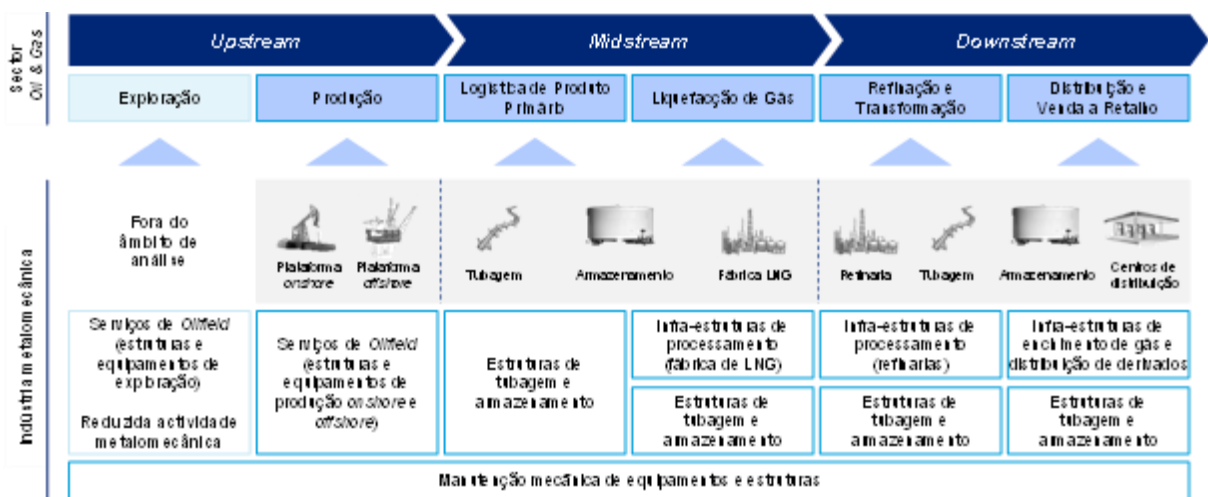 Sector
Oil & Gas
Upstream
Midstream
Downstream
Exploração
Produção
Logística de Produto
Primário
Liquefacção de Gás
Refinação e
Transformação
Distribuição e
Venda a Retalho
Indústria metalomecânica
Fora do
âmbito de
análise
Plataforma
onshore
Plataforma
offshore
Tubagem
Armazenamento
Fábrica LNG
Refinaria
Tubagem
Armazenamento
Centros de
distribuição
Serviços de Oilfield
(estruturas e
equipamentos de
exploração)
Reduzida actividade
metalomecânica
Serviços de Oilfield
(estruturas e
equipamentos de
produção onshore e
offshore)
Estruturas de
tubagem e
armazenamento
Infra-estruturas de
processamento
(fábrica de LNG)
Estruturas de
tubagem e
armazenamento
Infra-estruturas de
processamento
(refinarias)
Estruturas de
tubagem e
armazenamento
Infra-estruturas de
enchimento de gás e
distribuição de derivados
Estruturas de
tubagem e
armazenamento
Manutenção mecânica de equipamentos e estruturas